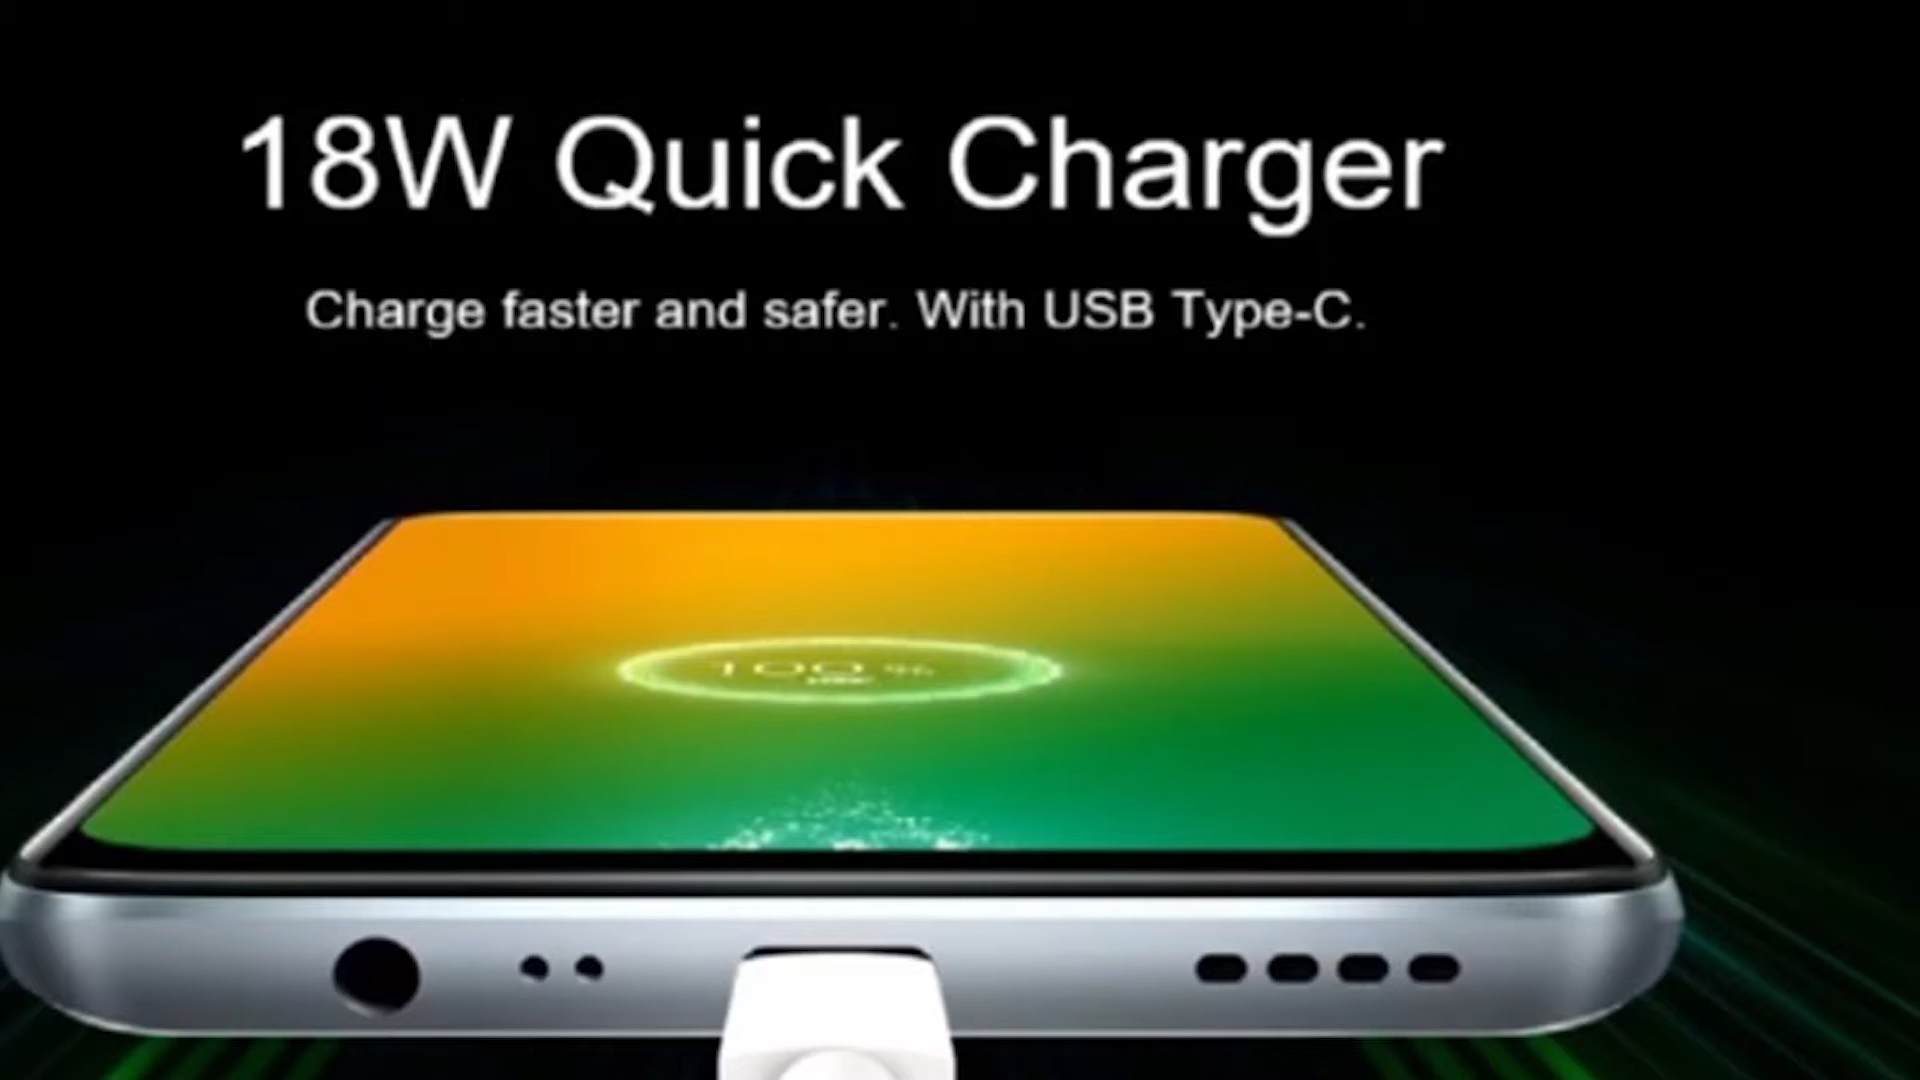 18W Quick Charger
Charge faster and safer. With USB Type-C.
100 %